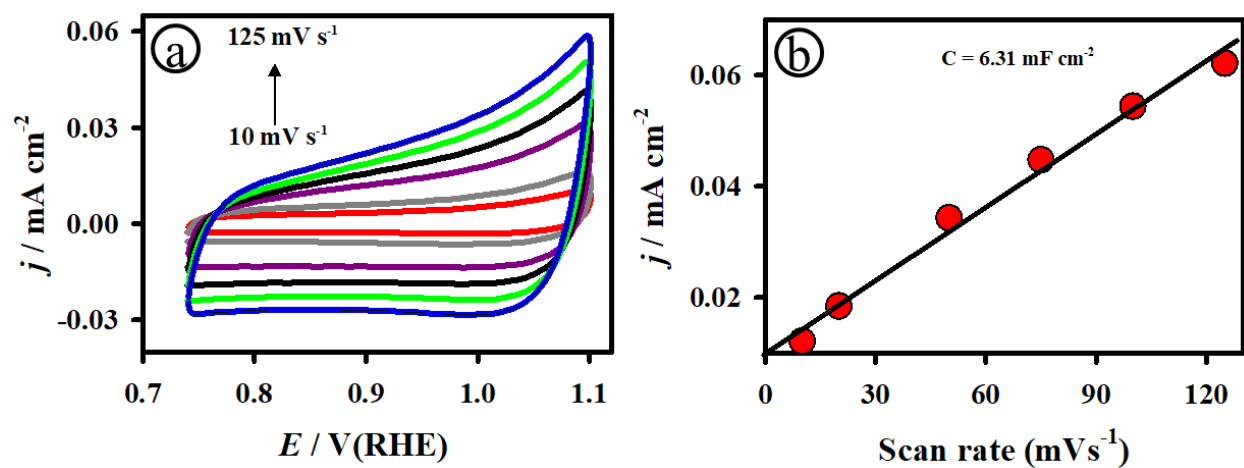 a
125 mV s⁻¹
10 mV s⁻¹
0.06
0.03
0.00
-0.03
j / mA cm⁻²
0.7 0.8 0.9 1.0 1.1
E / V(RHE)
b
C = 6.31 mF cm⁻²
0.06
0.04
0.02
j / mA cm⁻²
0 30 60 90 120
Scan rate (mVs⁻¹)